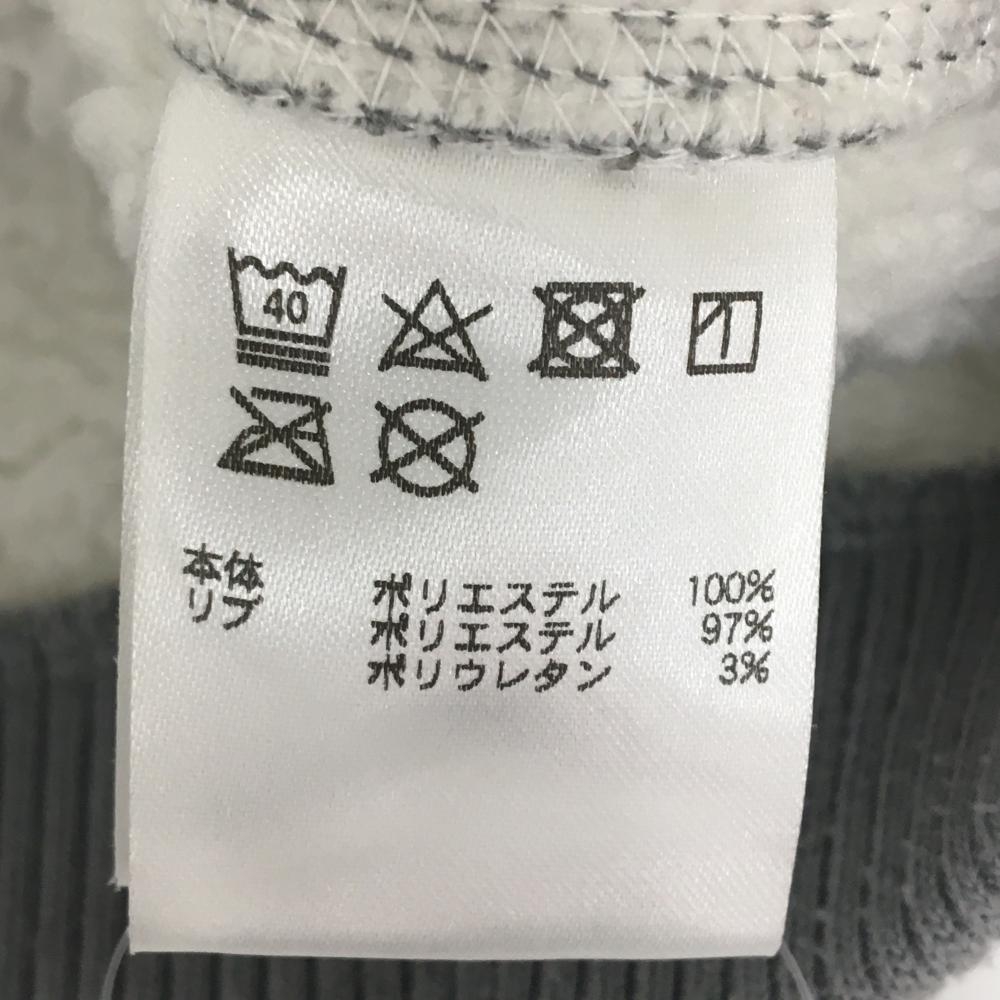 40
本体 ポリエステル 100%
リブ ポリエステル 97%
ポリウレタン 3%